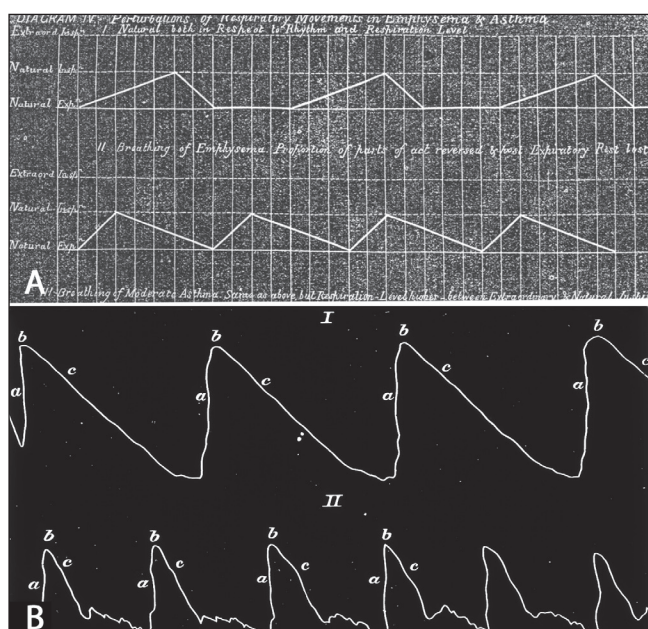 DIAGRAM IV. Perturbations of Respiratory Movements in Emphysema & Asthma
Extraord Insp.n I Natural both in Respect to Rhythm and Respiration Level
Natural Insp.n
Natural Exp.n
II Breathing of Emphysema Proportion of parts of act reversed & post Expiratory Rest lost
Extraord Insp.n
Natural Insp.n
Natural Exp.n
A
III Breathing of Moderate Asthma: Same as above but Respiration Level higher - between Extraordinary & Natural
I
b b b b
a c a c a c a c
II
b b b b
a c a c a c a c
B